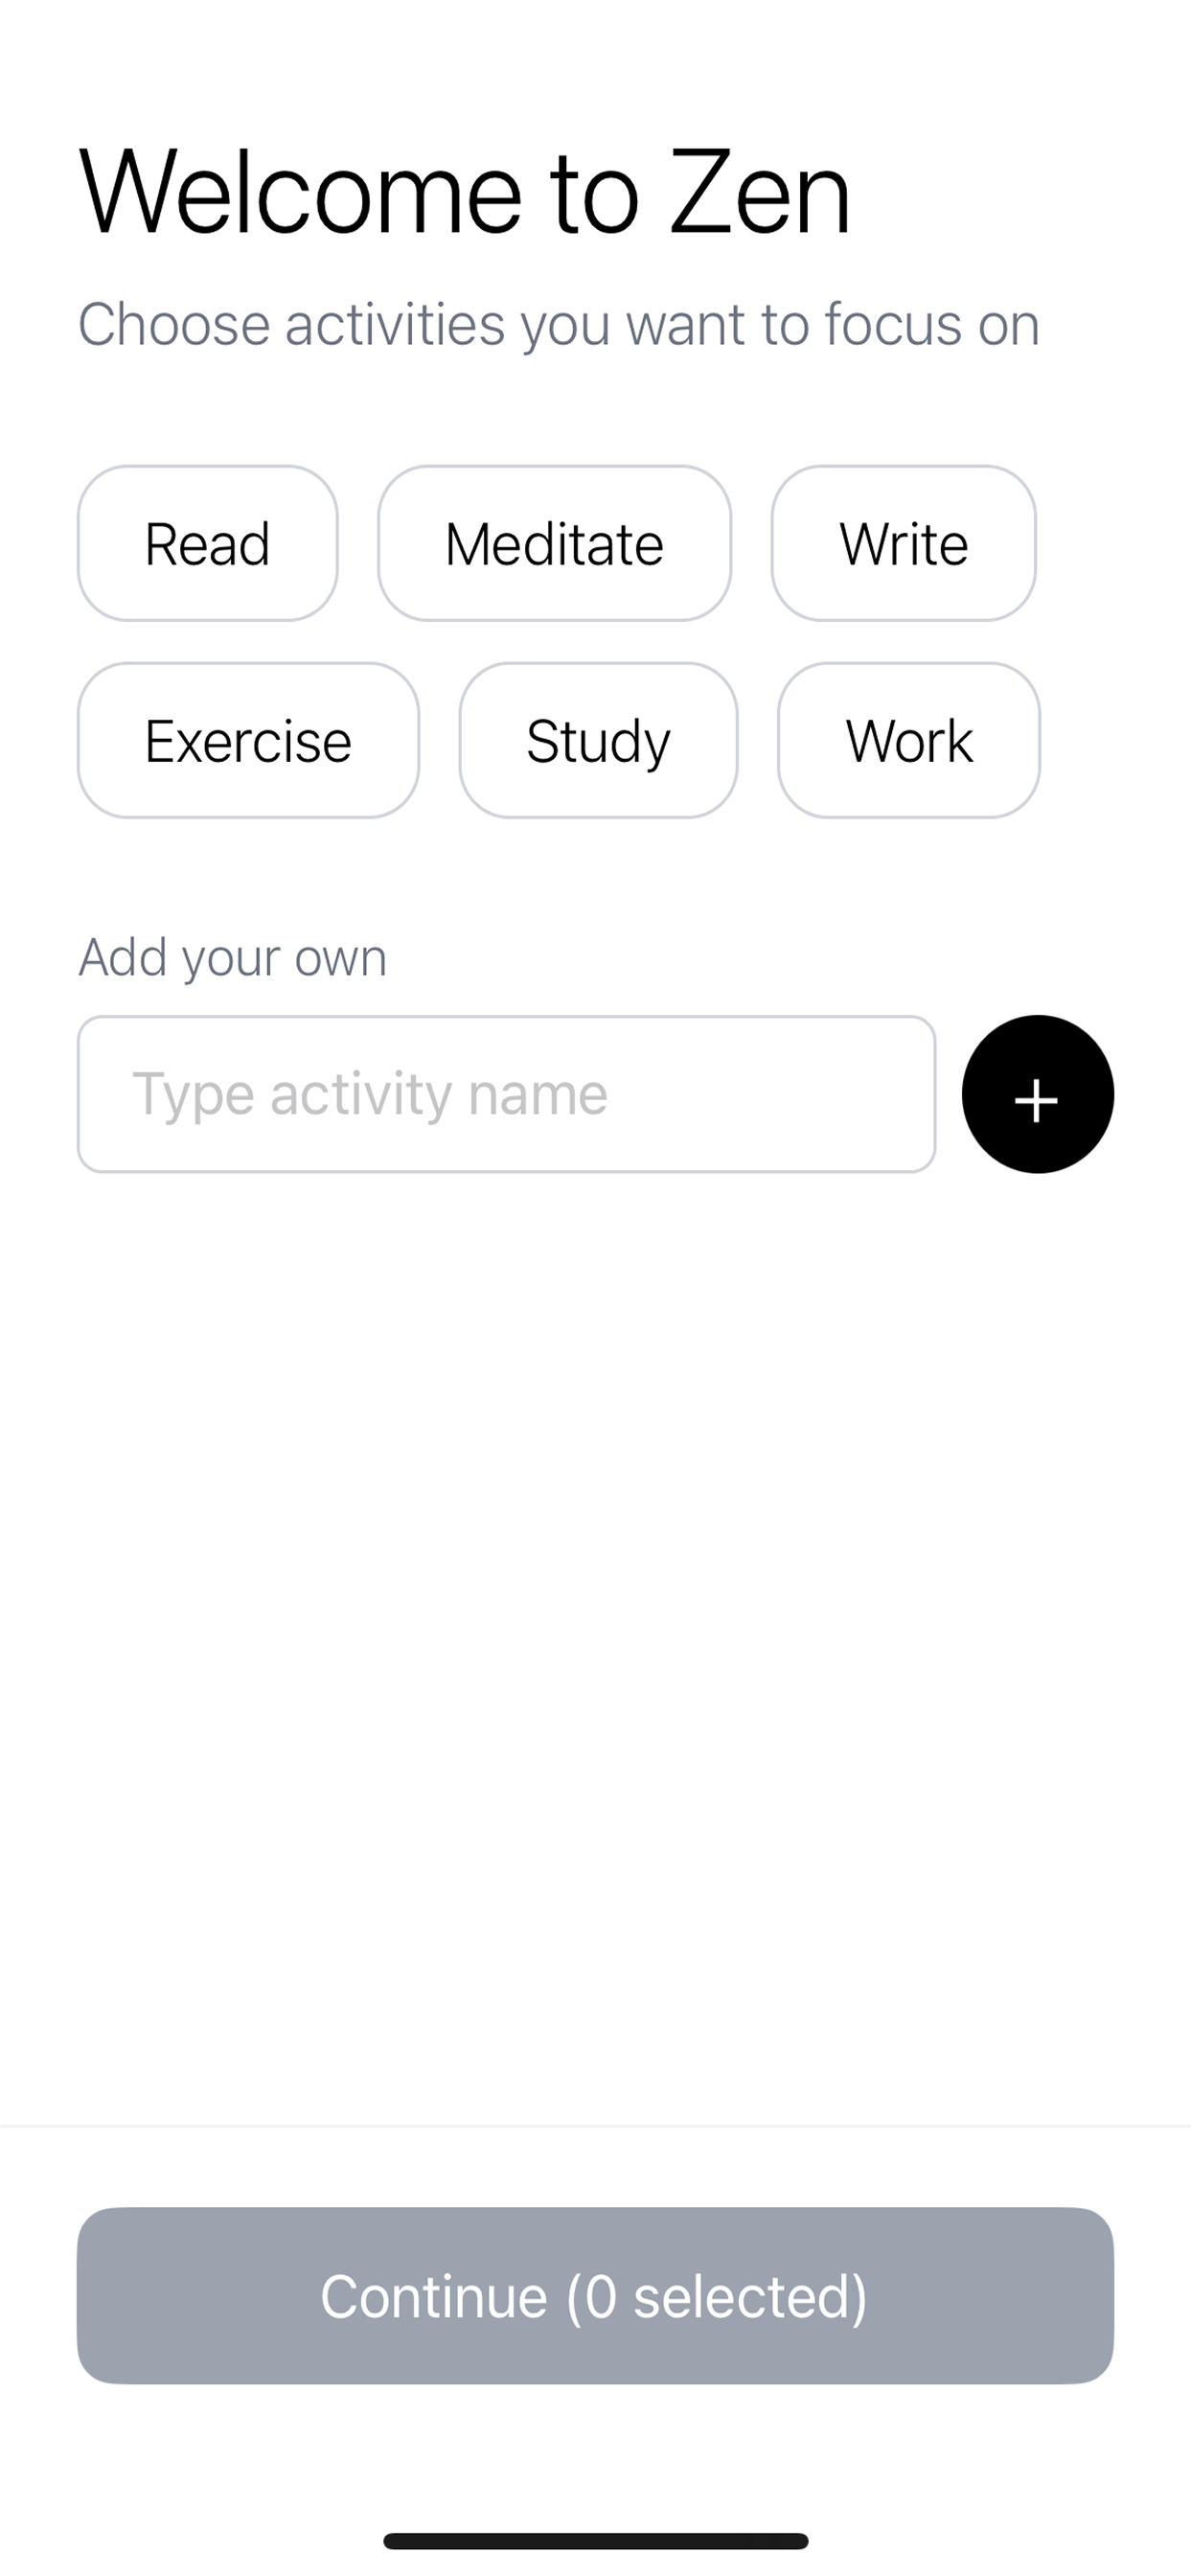 Welcome to Zen
Choose activities you want to focus on
Read Meditate Write
Exercise Study Work
Add your own
Type activity name +
Continue (0 selected)